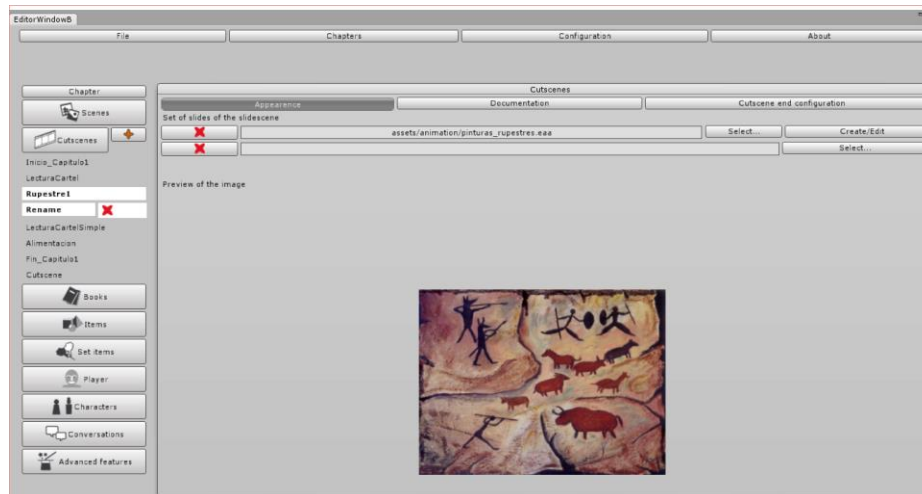 EditorWindowB
File Chapters Configuration About
Chapter
Scenes
Cutscenes
Inicio_Capitulo1
LecturaCartel
Rupestre1
Rename
LecturaCartelSimple
Alimentacion
Fin_Capitulo1
Cutscene
Books
Items
Set items
Player
Characters
Conversations
Advanced features
Cutscenes
Appearence Documentation Cutscene end configuration
Set of slides of the slidescene
assets/animation/pinturas_rupestres.eaa Select... Create/Edit
Select...
Preview of the image